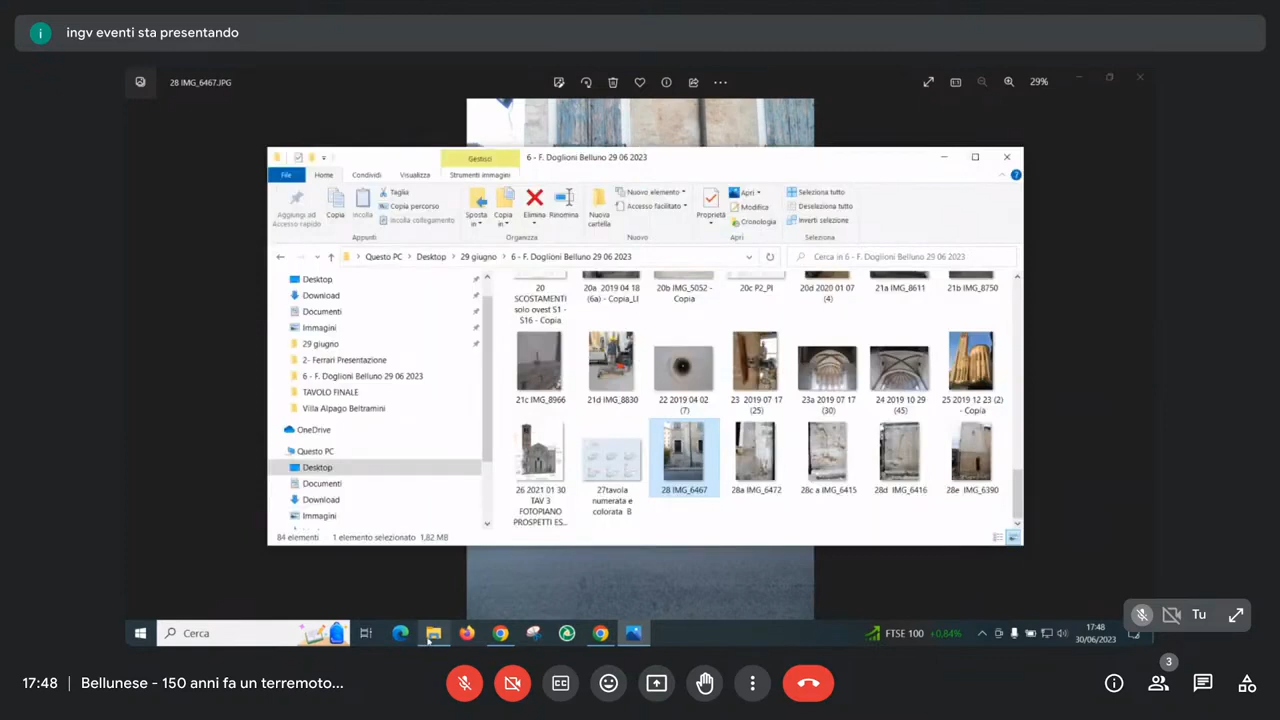 i ingv eventi sta presentando
28 IMG_6467.JPG
29%
Gestisci
6 - F. Doglioni Belluno 29 06 2023
File
Home
Condividi
Visualizza
Strumenti immagini
Aggiungi ad
Accesso rapido
Copia
Incolla
Taglia
Copia percorso
Incolla collegamento
Appunti
Sposta
in
Copia
in
Elimina
Rinomina
Organizza
Nuova
cartella
Nuovo elemento
Accesso facilitato
Nuovo
Proprietà
Apri
Modifica
Cronologia
Apri
Seleziona tutto
Deseleziona tutto
Inverti selezione
Seleziona
Questo PC > Desktop > 29 giugno > 6 - F. Doglioni Belluno 29 06 2023
Cerca in 6 - F. Doglioni Belluno 29 06 2023
Desktop
Download
Documenti
Immagini
29 giugno
2- Ferrari Presentazione
6 - F. Doglioni Belluno 29 06 2023
TAVOLO FINALE
Villa Alpago Beltramini
OneDrive
Questo PC
Desktop
Documenti
Download
Immagini
20
SCOSTAMENTI
solo ovest S1 -
S16 - Copia
20a 2019 04 18
(6a) - Copia_LI
20b IMG_5052 -
Copia
20c P2_PI
20d 2020 01 07
(4)
21a IMG_8611
21b IMG_8750
21c IMG_8966
21d IMG_8830
22 2019 04 02
(7)
23 2019 07 17
(25)
23a 2019 07 17
(30)
24 2019 10 29
(45)
25 2019 12 23 (2)
- Copia
26 2021 01 30
TAV 3
FOTOPIANO
PROSPETTI ES...
27tavola
numerata e
colorata B
28 IMG_6467
28a IMG_6472
28c a IMG_6415
28d IMG_6416
28e IMG_6390
84 elementi
1 elemento selezionato 1,82 MB
Tu
Cerca
FTSE 100 +0,84%
17:48
30/06/2023
17:48 | Bellunese - 150 anni fa un terremoto...
3